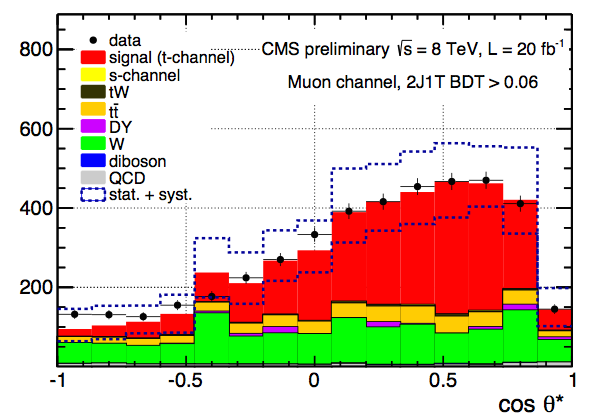 800
600
400
200
data
signal (t-channel)
s-channel
tW
tt̄
DY
W
diboson
QCD
stat. + syst.
CMS preliminary √s = 8 TeV, L = 20 fb⁻¹
Muon channel, 2J1T BDT > 0.06
-1 -0.5 0 0.5 1
cos θ*